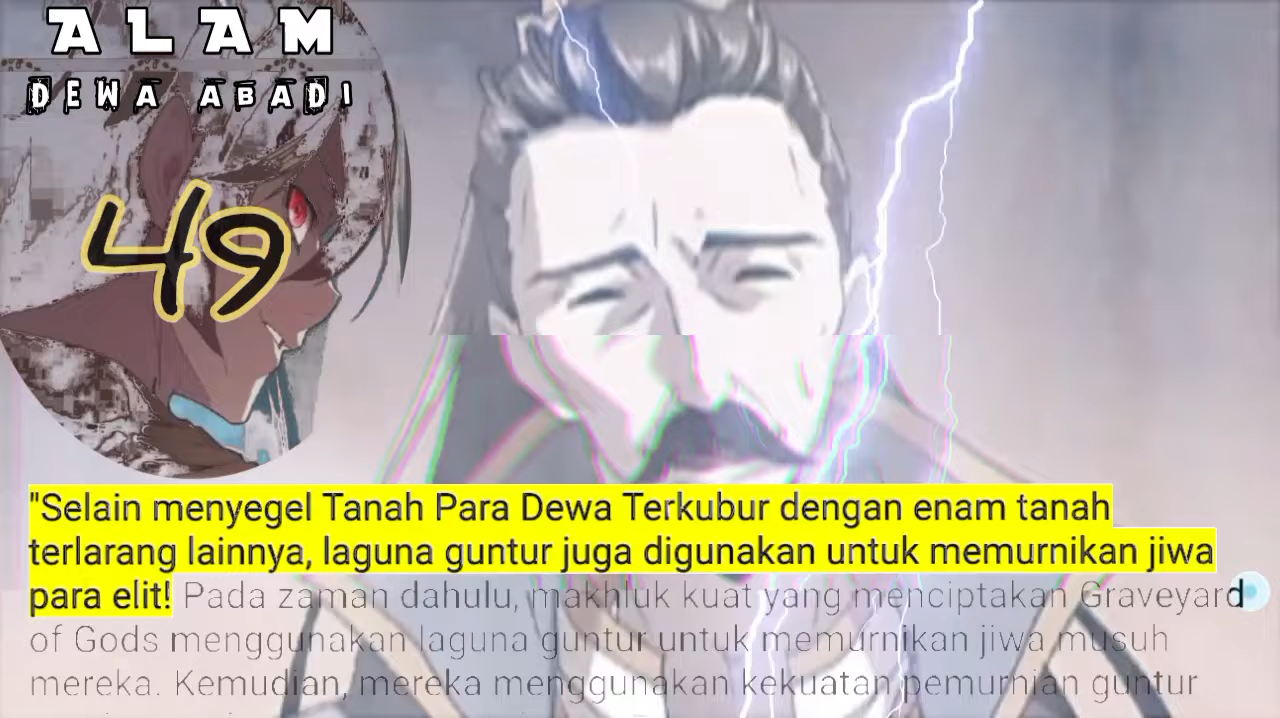 ALAM
DEWA ABADI
49
"Selain menyegel Tanah Para Dewa Terkubur dengan enam tanah
terlarang lainnya, laguna guntur juga digunakan untuk memurnikan jiwa
para elit! Pada zaman dahulu, makhluk kuat yang menciptakan Graveyard
of Gods menggunakan laguna guntur untuk memurnikan jiwa musuh
mereka. Kemudian, mereka menggunakan kekuatan pemurnian guntur